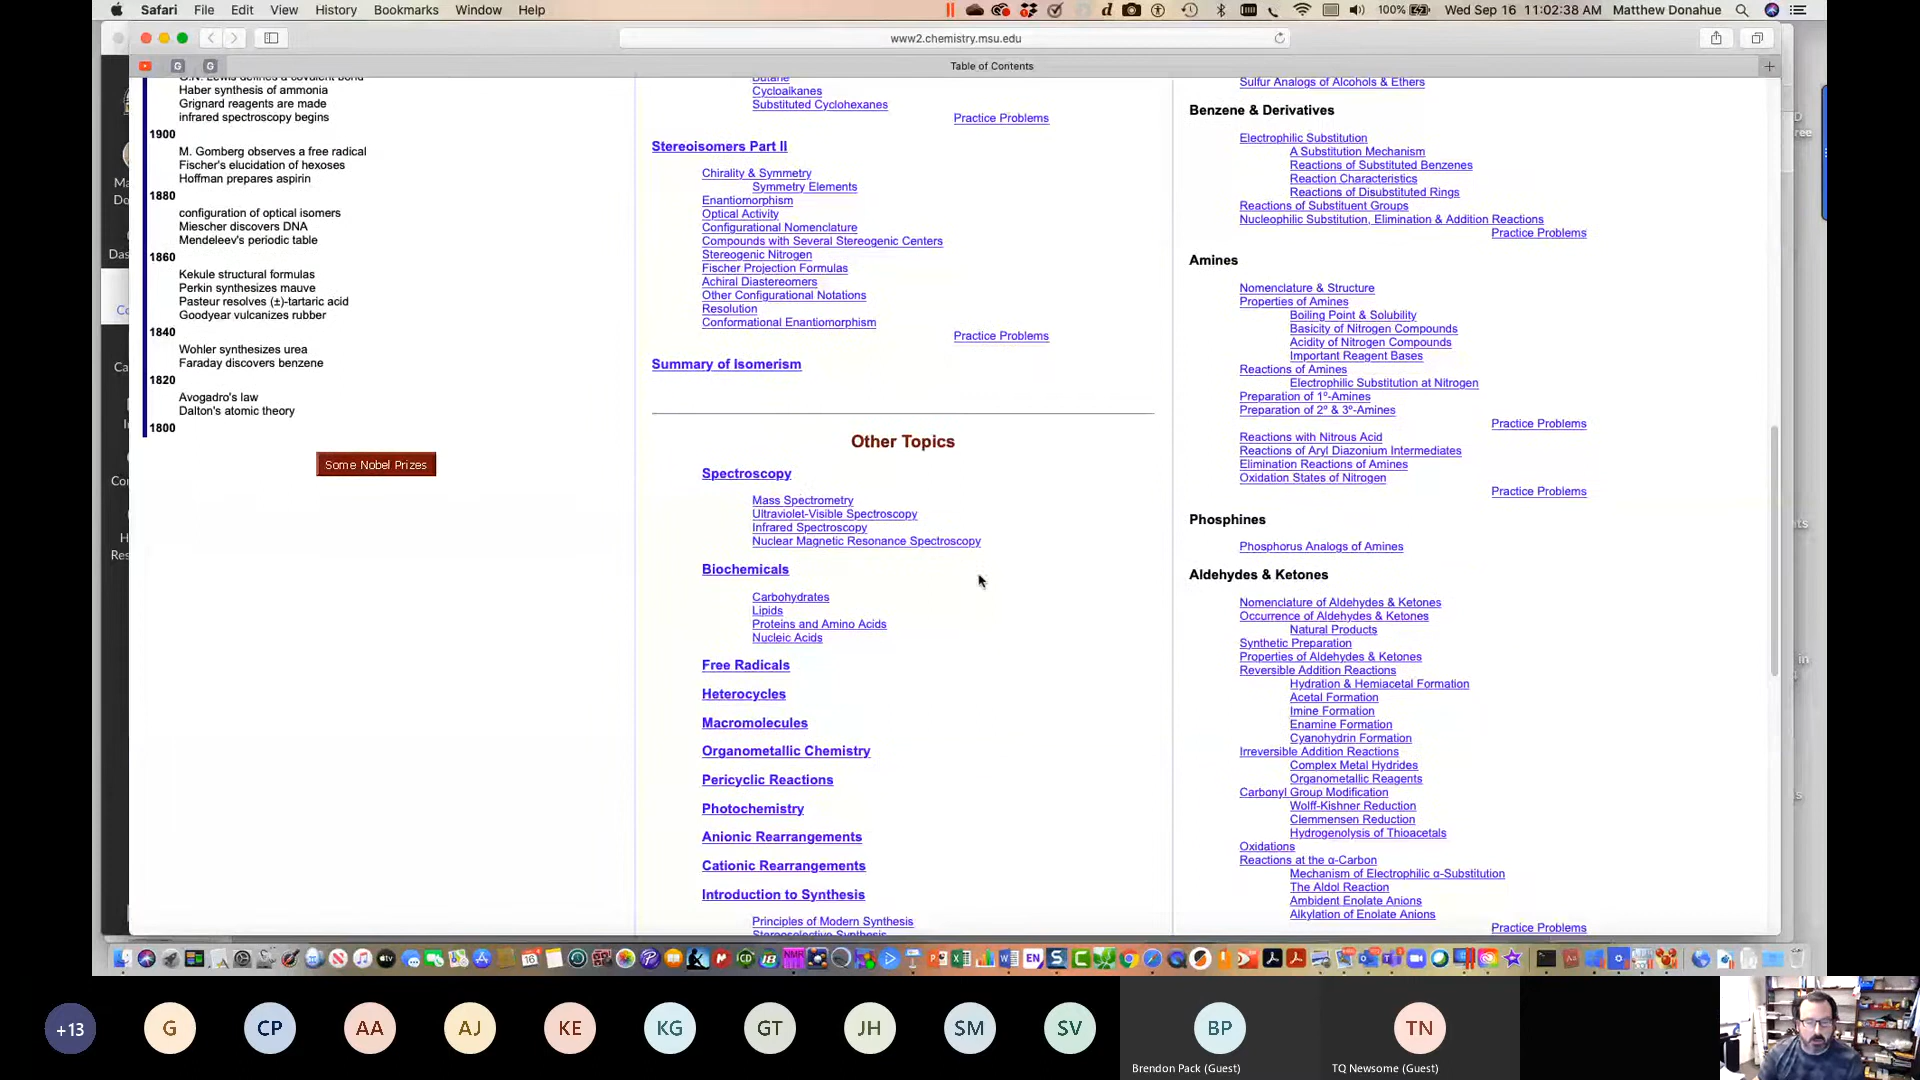 Safari File Edit View History Bookmarks Window Help
100% Wed Sep 16 11:02:38 AM Matthew Donahue
www2.chemistry.msu.edu
Table of Contents
Haber synthesis of ammonia
Grignard reagents are made
infrared spectroscopy begins
1900
M. Gomberg observes a free radical
Fischer's elucidation of hexoses
Hoffman prepares aspirin
1880
configuration of optical isomers
Miescher discovers DNA
Mendeleev's periodic table
1860
Kekule structural formulas
Perkin synthesizes mauve
Pasteur resolves (±)-tartaric acid
Goodyear vulcanizes rubber
1840
Wohler synthesizes urea
Faraday discovers benzene
1820
Avogadro's law
Dalton's atomic theory
1800
Some Nobel Prizes
Butane
Cycloalkanes
Substituted Cyclohexanes
Practice Problems
Stereoisomers Part II
Chirality & Symmetry
Symmetry Elements
Enantiomorphism
Optical Activity
Configurational Nomenclature
Compounds with Several Stereogenic Centers
Stereogenic Nitrogen
Fischer Projection Formulas
Achiral Diastereomers
Other Configurational Notations
Resolution
Conformational Enantiomorphism
Practice Problems
Summary of Isomerism
Other Topics
Spectroscopy
Mass Spectrometry
Ultraviolet-Visible Spectroscopy
Infrared Spectroscopy
Nuclear Magnetic Resonance Spectroscopy
Biochemicals
Carbohydrates
Lipids
Proteins and Amino Acids
Nucleic Acids
Free Radicals
Heterocycles
Macromolecules
Organometallic Chemistry
Pericyclic Reactions
Photochemistry
Anionic Rearrangements
Cationic Rearrangements
Introduction to Synthesis
Principles of Modern Synthesis
Stereoselective Synthesis
Sulfur Analogs of Alcohols & Ethers
Benzene & Derivatives
Electrophilic Substitution
A Substitution Mechanism
Reactions of Substituted Benzenes
Reaction Characteristics
Reactions of Disubstituted Rings
Reactions of Substituent Groups
Nucleophilic Substitution, Elimination & Addition Reactions
Practice Problems
Amines
Nomenclature & Structure
Properties of Amines
Boiling Point & Solubility
Basicity of Nitrogen Compounds
Acidity of Nitrogen Compounds
Important Reagent Bases
Reactions of Amines
Electrophilic Substitution at Nitrogen
Preparation of 1º-Amines
Preparation of 2º & 3º-Amines
Practice Problems
Reactions with Nitrous Acid
Reactions of Aryl Diazonium Intermediates
Elimination Reactions of Amines
Oxidation States of Nitrogen
Practice Problems
Phosphines
Phosphorus Analogs of Amines
Aldehydes & Ketones
Nomenclature of Aldehydes & Ketones
Occurrence of Aldehydes & Ketones
Natural Products
Synthetic Preparation
Properties of Aldehydes & Ketones
Reversible Addition Reactions
Hydration & Hemiacetal Formation
Acetal Formation
Imine Formation
Enamine Formation
Cyanohydrin Formation
Irreversible Addition Reactions
Complex Metal Hydrides
Organometallic Reagents
Carbonyl Group Modification
Wolff-Kishner Reduction
Clemmensen Reduction
Hydrogenolysis of Thioacetals
Oxidations
Reactions at the α-Carbon
Mechanism of Electrophilic α-Substitution
The Aldol Reaction
Ambident Enolate Anions
Alkylation of Enolate Anions
Practice Problems
+13 G CP AA AJ KE KG GT JH SM SV BP TN
Brendon Pack (Guest) TQ Newsome (Guest)